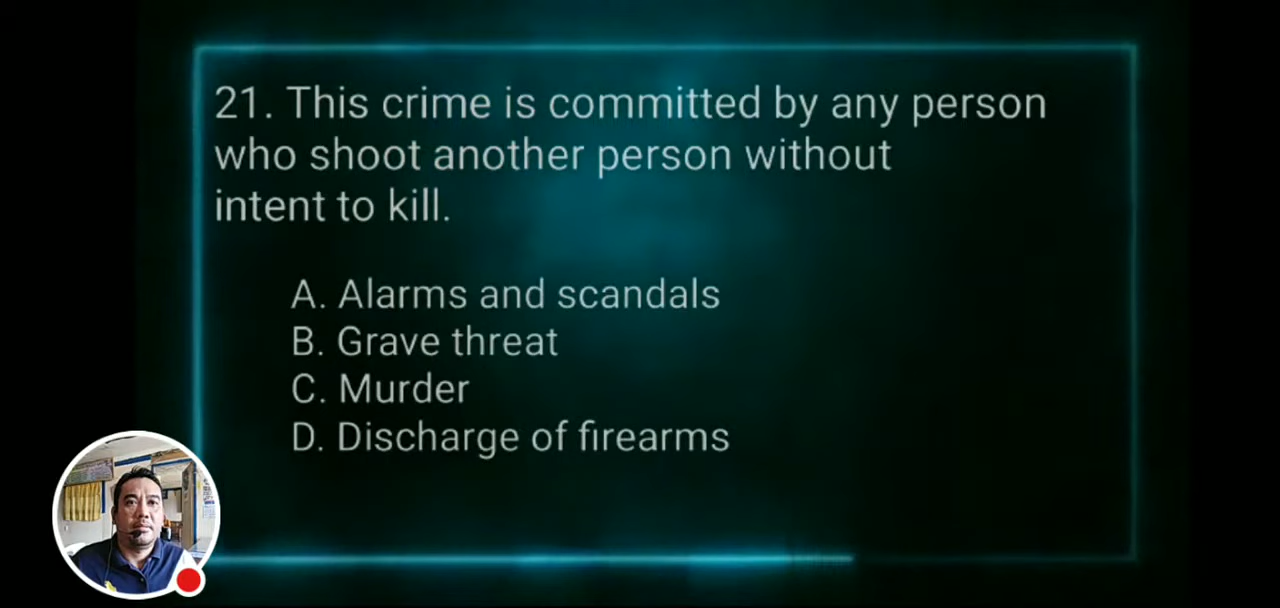 21. This crime is committed by any person
who shoot another person without
intent to kill.
A. Alarms and scandals
B. Grave threat
C. Murder
D. Discharge of firearms